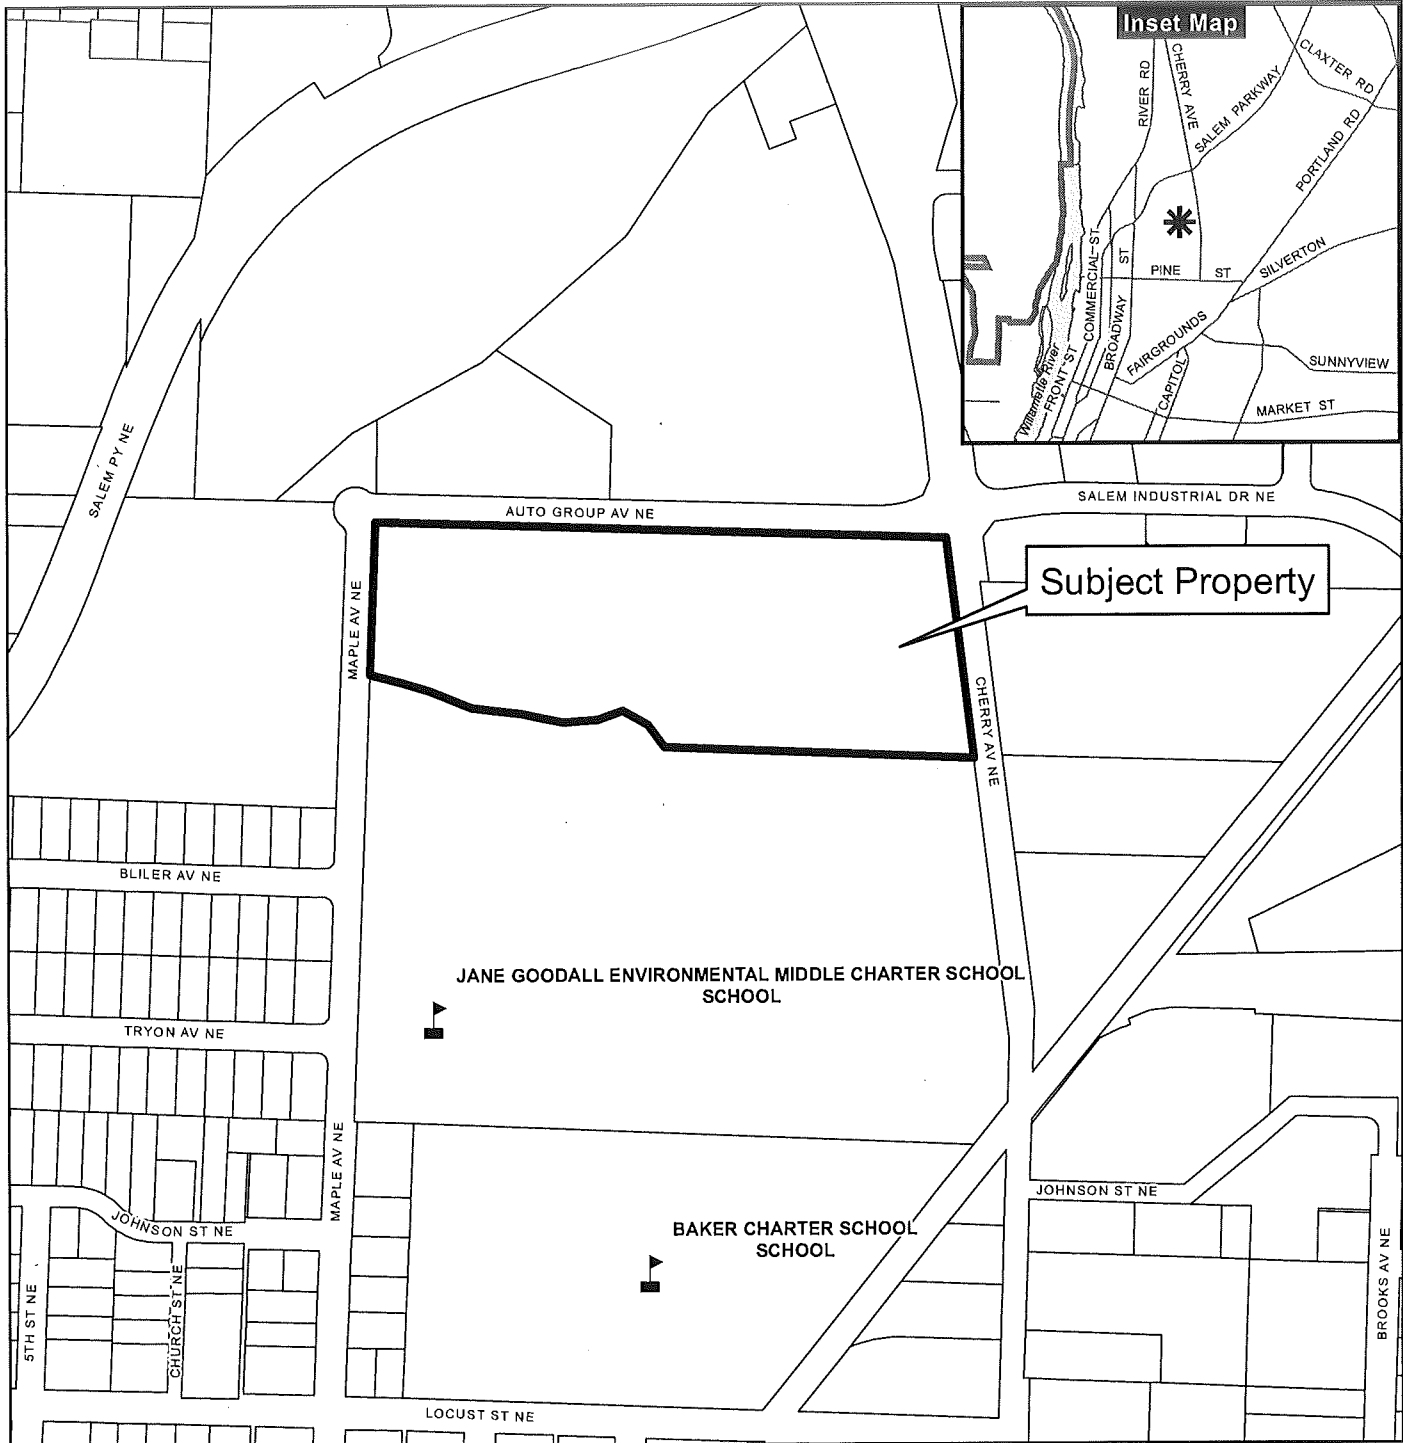 Inset Map
CLAXTER RD
CHERRY AVE
RIVER RD
SALEM PARKWAY
PORTLAND RD
COMMERCIAL ST
ST
PINE ST
SILVERTON
BROADWAY
FAIRGROUNDS
Willamette River
FRONT ST
CAPITOL
SUNNYVIEW
MARKET ST
SALEM PY NE
AUTO GROUP AV NE
SALEM INDUSTRIAL DR NE
Subject Property
MAPLE AV NE
CHERRY AV NE
BLILER AV NE
JANE GOODALL ENVIRONMENTAL MIDDLE CHARTER SCHOOL
SCHOOL
TRYON AV NE
MAPLE AV NE
JOHNSON ST NE
JOHNSON ST NE
BAKER CHARTER SCHOOL
SCHOOL
5TH ST NE
CHURCH ST NE
BROOKS AV NE
LOCUST ST NE